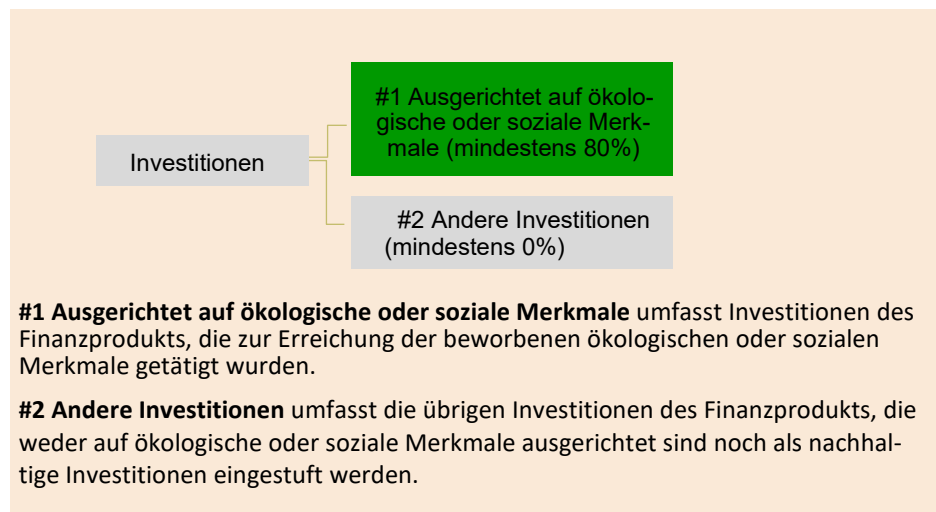 #1 Ausgerichtet auf ökolo-
gische oder soziale Merk-
male (mindestens 80%)
Investitionen
#2 Andere Investitionen
(mindestens 0%)
#1 Ausgerichtet auf ökologische oder soziale Merkmale umfasst Investitionen des
Finanzprodukts, die zur Erreichung der beworbenen ökologischen oder sozialen
Merkmale getätigt wurden.
#2 Andere Investitionen umfasst die übrigen Investitionen des Finanzprodukts, die
weder auf ökologische oder soziale Merkmale ausgerichtet sind noch als nachhal-
tige Investitionen eingestuft werden.